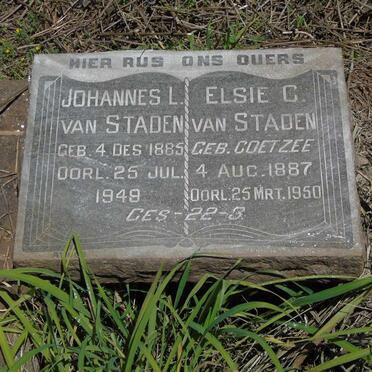 HIER RUS ONS OUERS
JOHANNES L.
VAN STADEN
GEB. 4 DES 1885
OORL. 25 JUL.
1949
ELSIE C.
VAN STADEN
GEB. COETZEE
4 AUG. 1887
OORL. 25 MRT. 1950
GES - 22 - 5